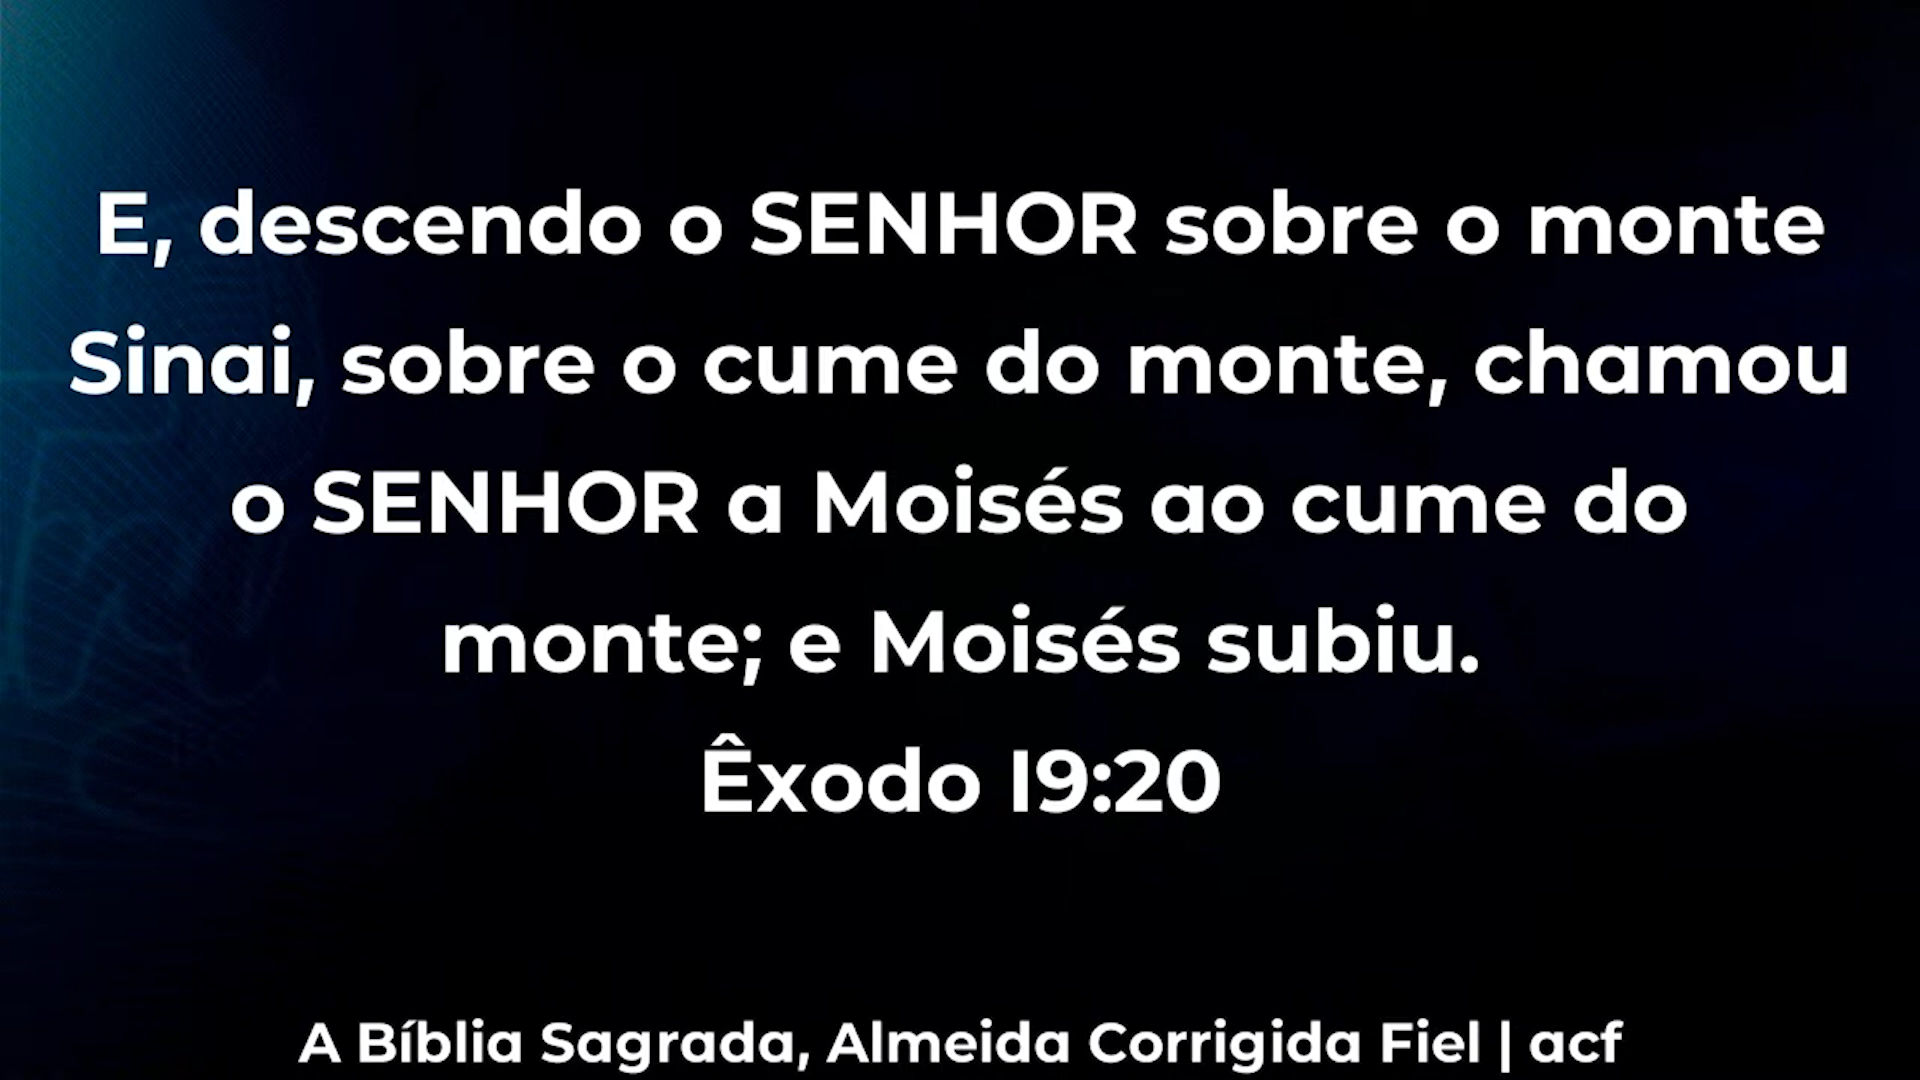 E, descendo o SENHOR sobre o monte
Sinai, sobre o cume do monte, chamou
o SENHOR a Moisés ao cume do
monte; e Moisés subiu.
Êxodo 19:20
A Bíblia Sagrada, Almeida Corrigida Fiel | acf